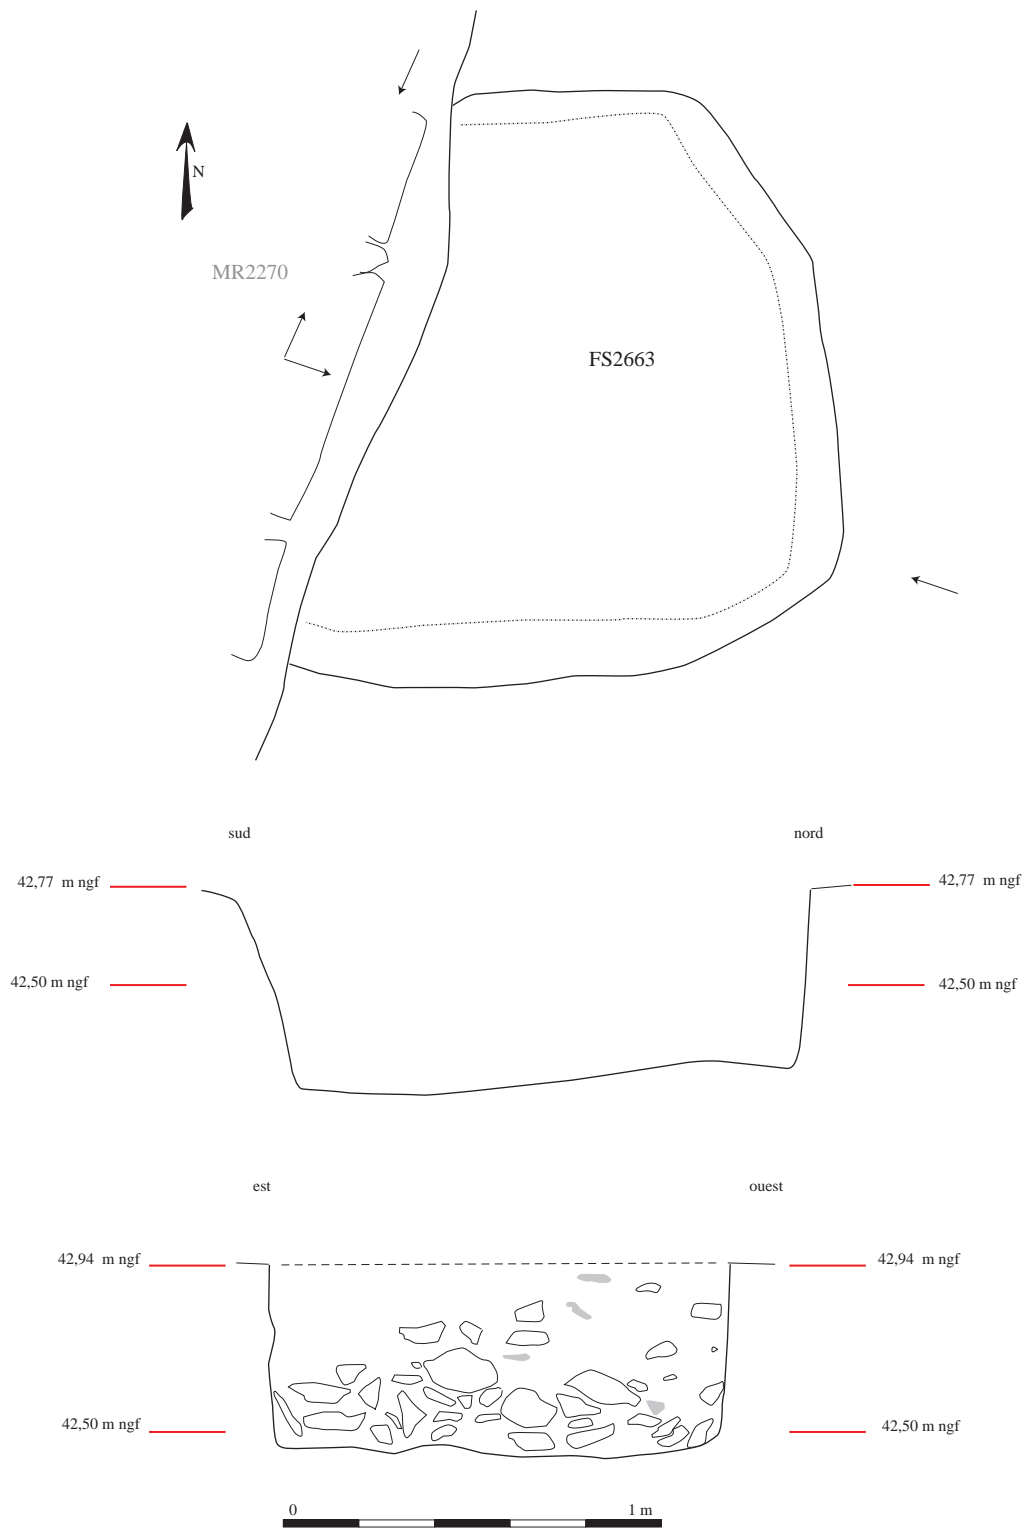 N
MR2270
FS2663
sud nord
42,77 m ngf 42,77 m ngf
42,50 m ngf 42,50 m ngf
est ouest
42,94 m ngf 42,94 m ngf
42,50 m ngf 42,50 m ngf
0 1 m